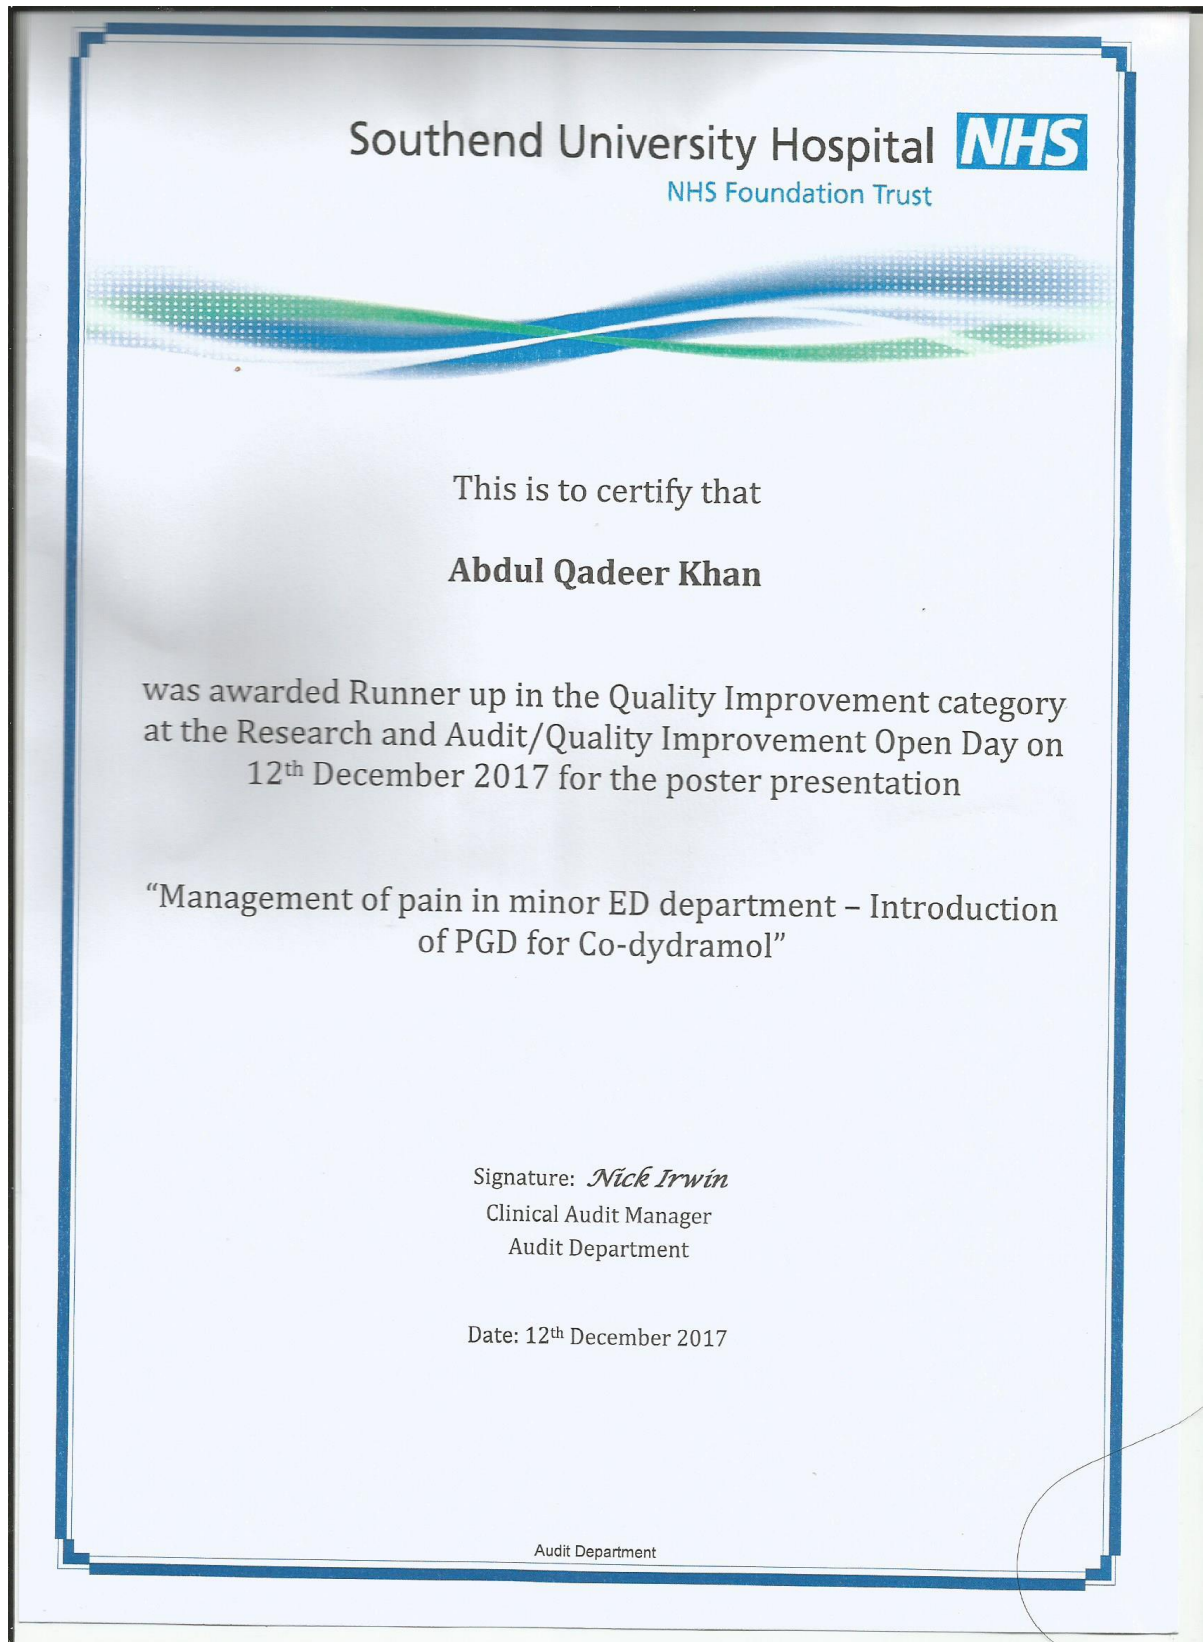 Southend University Hospital NHS
NHS Foundation Trust
This is to certify that
Abdul Qadeer Khan
was awarded Runner up in the Quality Improvement category
at the Research and Audit/Quality Improvement Open Day on
12th December 2017 for the poster presentation
“Management of pain in minor ED department – Introduction
of PGD for Co-dydramol”
Signature: Nick Irwin
Clinical Audit Manager
Audit Department
Date: 12th December 2017
Audit Department